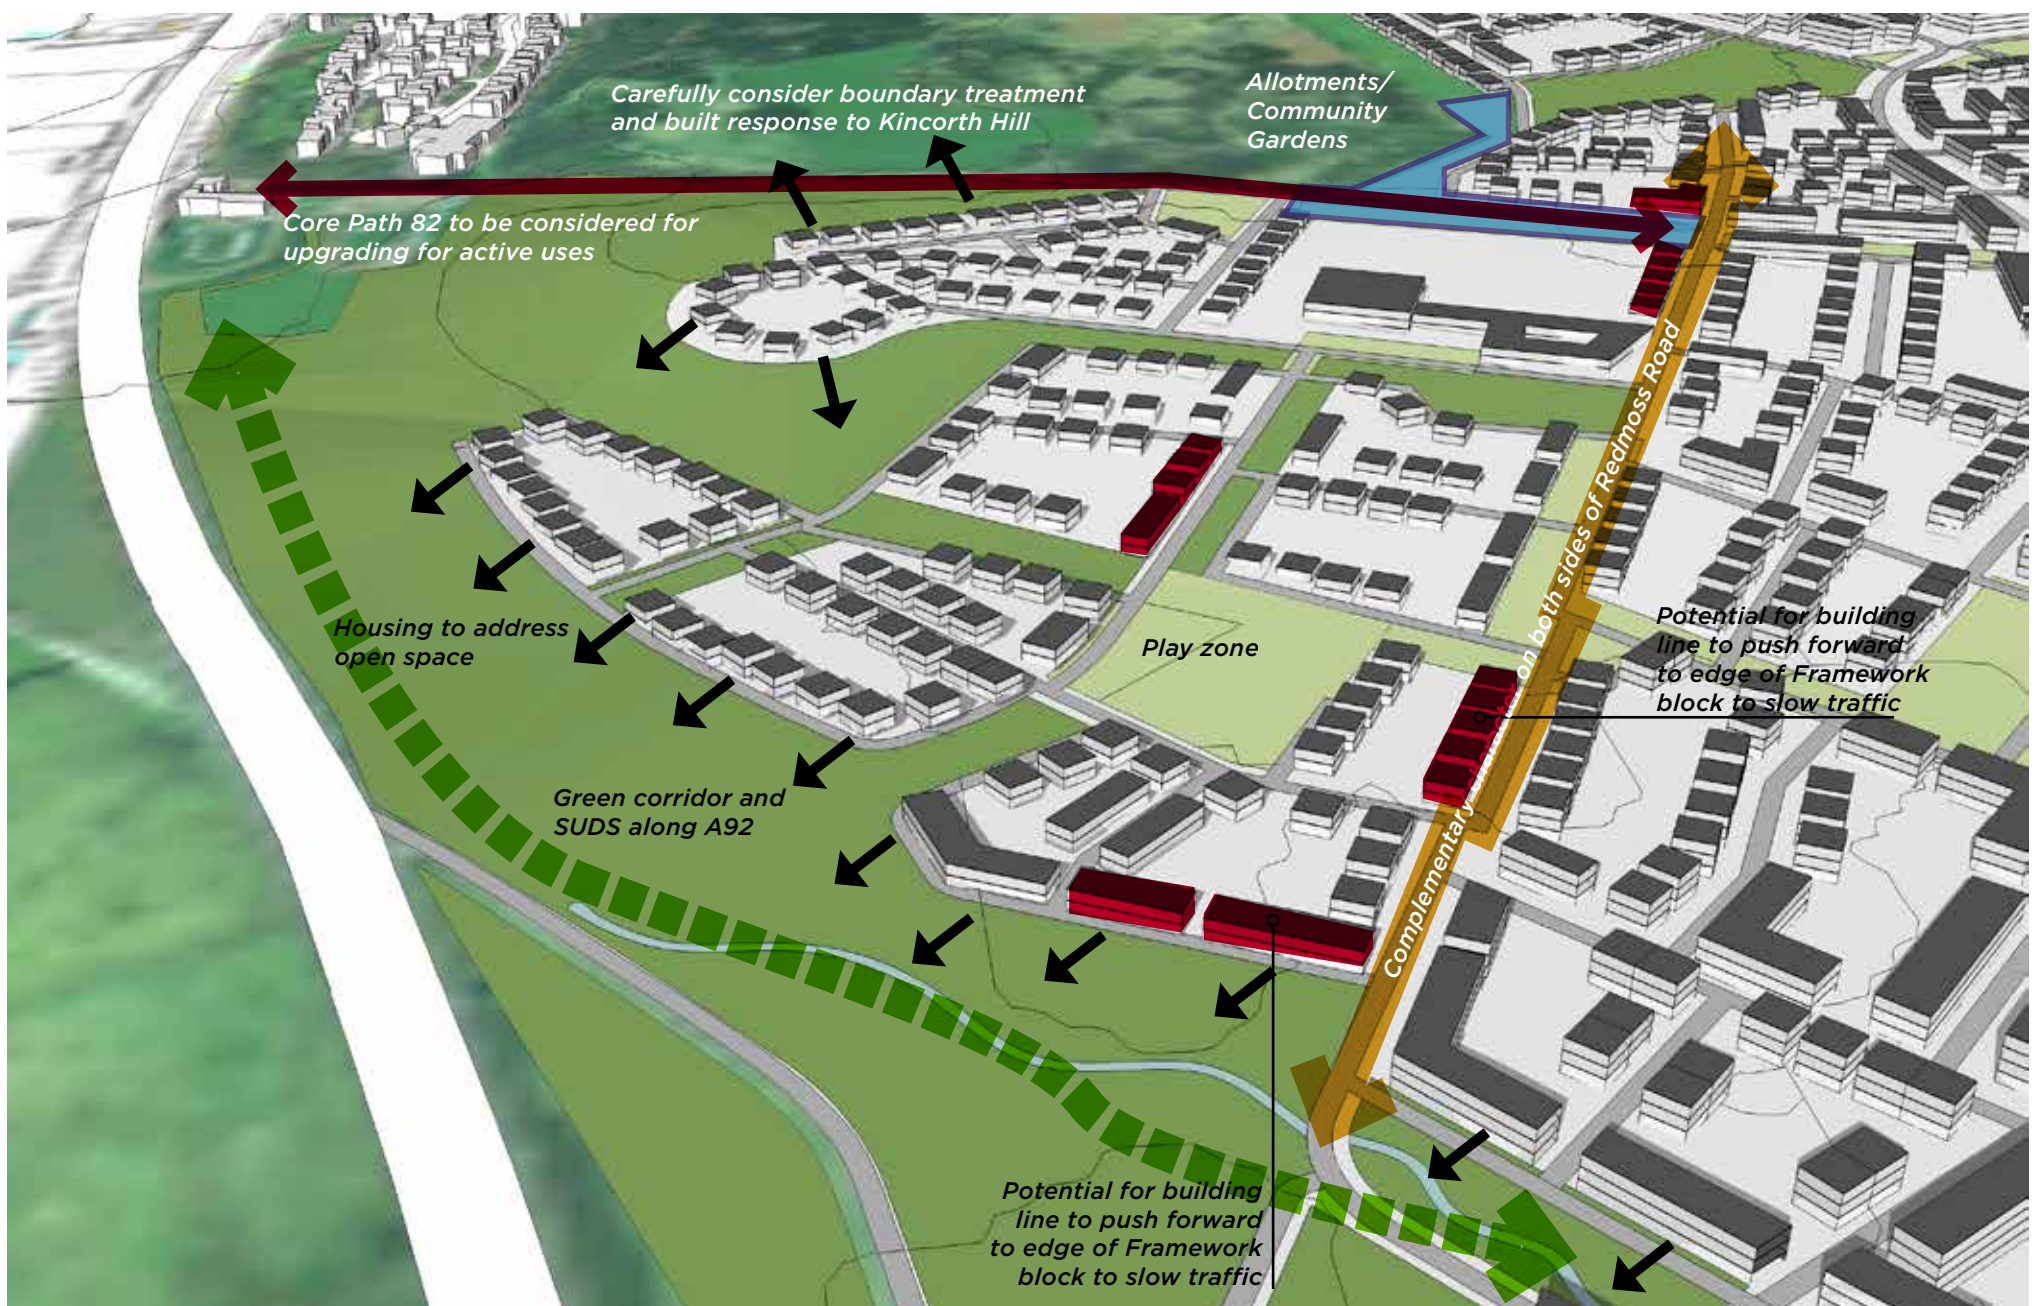 Carefully consider boundary treatment
and built response to Kincorth Hill
Allotments/
Community
Gardens
Core Path 82 to be considered for
upgrading for active uses
Complementary character on both sides of Redmoss Road
Housing to address
open space
Play zone
Potential for building
line to push forward
to edge of Framework
block to slow traffic
Green corridor and
SUDS along A92
Potential for building
line to push forward
to edge of Framework
block to slow traffic